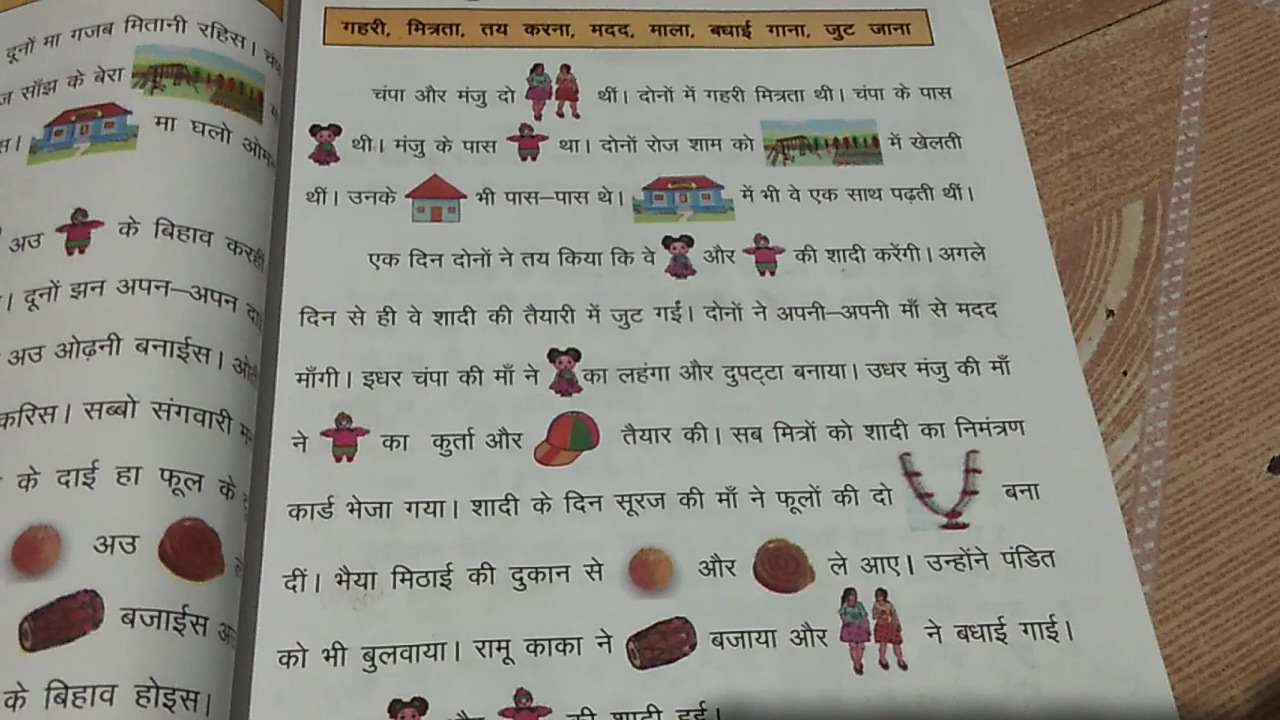 दूनों मा गजब मितानी रहिस।
साँझ के बेरा
मा घलो
अउ के बिहाव करहीं
दूनों झन अपन–अपन
अउ ओढ़नी बनाईस।
करिस। सब्बो संगवारी
के दाई हा फूल के
अउ
बजाईस
के बिहाव होइस।
गहरी, मित्रता, तय करना, मदद, माला, बधाई गाना, जुट जाना
चंपा और मंजु दो थीं। दोनों में गहरी मित्रता थी। चंपा के पास
थी। मंजु के पास था। दोनों रोज शाम को में खेलती
थीं। उनके भी पास–पास थे। में भी वे एक साथ पढ़ती थीं।
एक दिन दोनों ने तय किया कि वे और की शादी करेंगी। अगले
दिन से ही वे शादी की तैयारी में जुट गईं। दोनों ने अपनी–अपनी माँ से मदद
माँगी। इधर चंपा की माँ ने का लहंगा और दुपट्टा बनाया। उधर मंजु की माँ
ने का कुर्ता और तैयार की। सब मित्रों को शादी का निमंत्रण
कार्ड भेजा गया। शादी के दिन सूरज की माँ ने फूलों की दो बना
दीं। भैया मिठाई की दुकान से और ले आए। उन्होंने पंडित
को भी बुलवाया। रामू काका ने बजाया और ने बधाई गाई।
की शादी हुई।